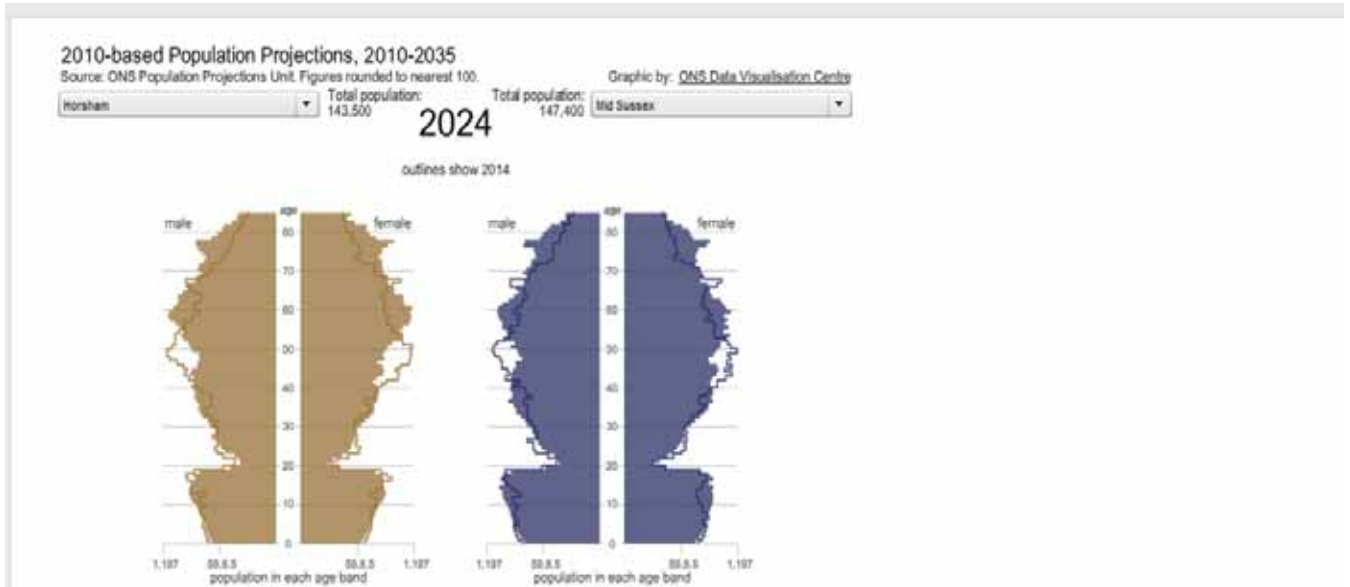 2010-based Population Projections, 2010-2035
Source: ONS Population Projections Unit. Figures rounded to nearest 100.
Graphic by: ONS Data Visualisation Centre
Horsham
Total population:
143,500
Total population:
147,400
Mid Sussex
2024
outlines show 2014
male
age
female
male
age
female
80
80
70
70
60
60
50
50
40
40
30
30
20
20
10
10
0
0
1,197
1,197
1,197
1,197
population in each age band
population in each age band